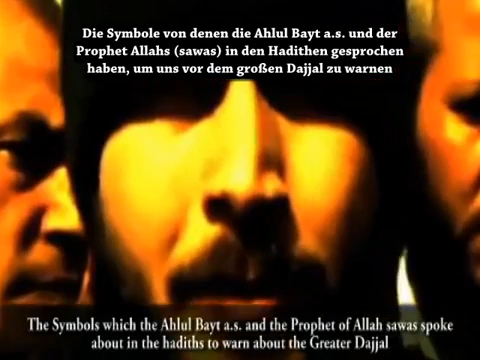 Die Symbole von denen die Ahlul Bayt a.s. und der
Prophet Allahs (sawas) in den Hadithen gesprochen
haben, um uns vor dem großen Dajjal zu warnen
The Symbols which the Ahlul Bayt a.s. and the Prophet of Allah sawas spoke
about in the hadiths to warn about the Greater Dajjal